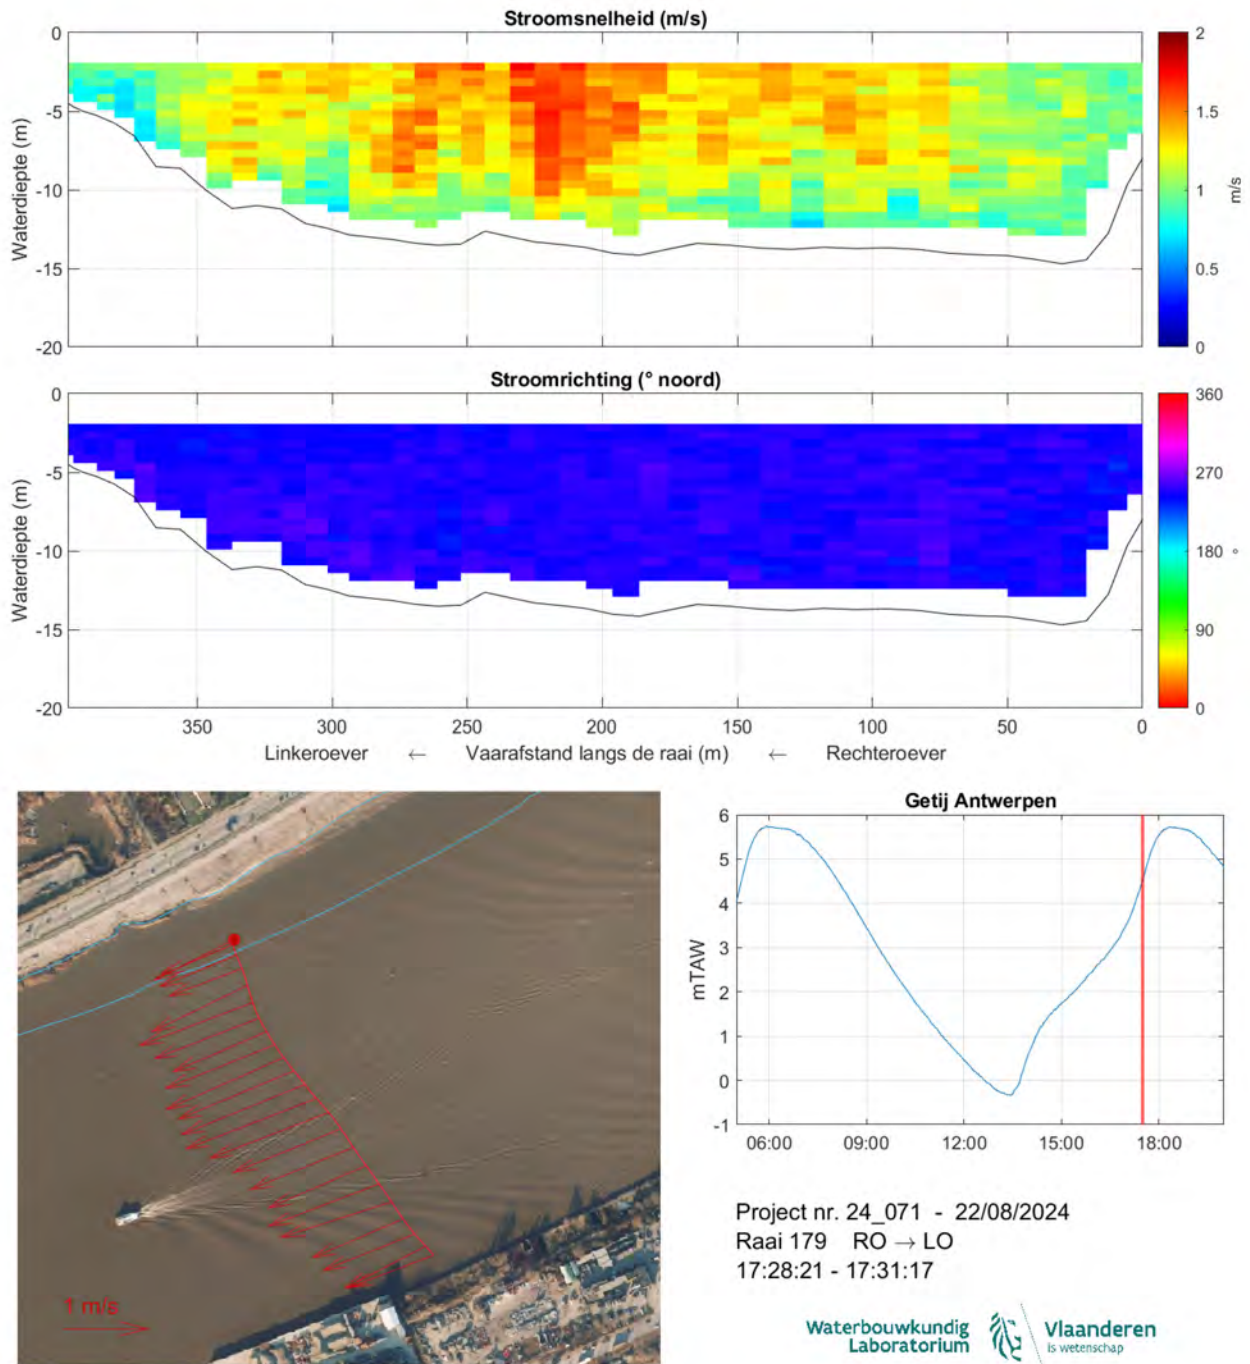 Stroomsnelheid (m/s)
0
-5
-10
-15
-20
Waterdiepte (m)
2
1.5
1
0.5
0
m/s
Stroomrichting (° noord)
0
-5
-10
-15
-20
Waterdiepte (m)
360
270
180
90
0
°
350 300 250 200 150 100 50 0
Linkeroever ← Vaarafstand langs de raai (m) ← Rechteroever
1 m/s
Getij Antwerpen
6
5
4
3
2
1
0
-1
mTAW
06:00 09:00 12:00 15:00 18:00
Project nr. 24_071 - 22/08/2024
Raai 179 RO → LO
17:28:21 - 17:31:17
Waterbouwkundig
Laboratorium
Vlaanderen
is wetenschap